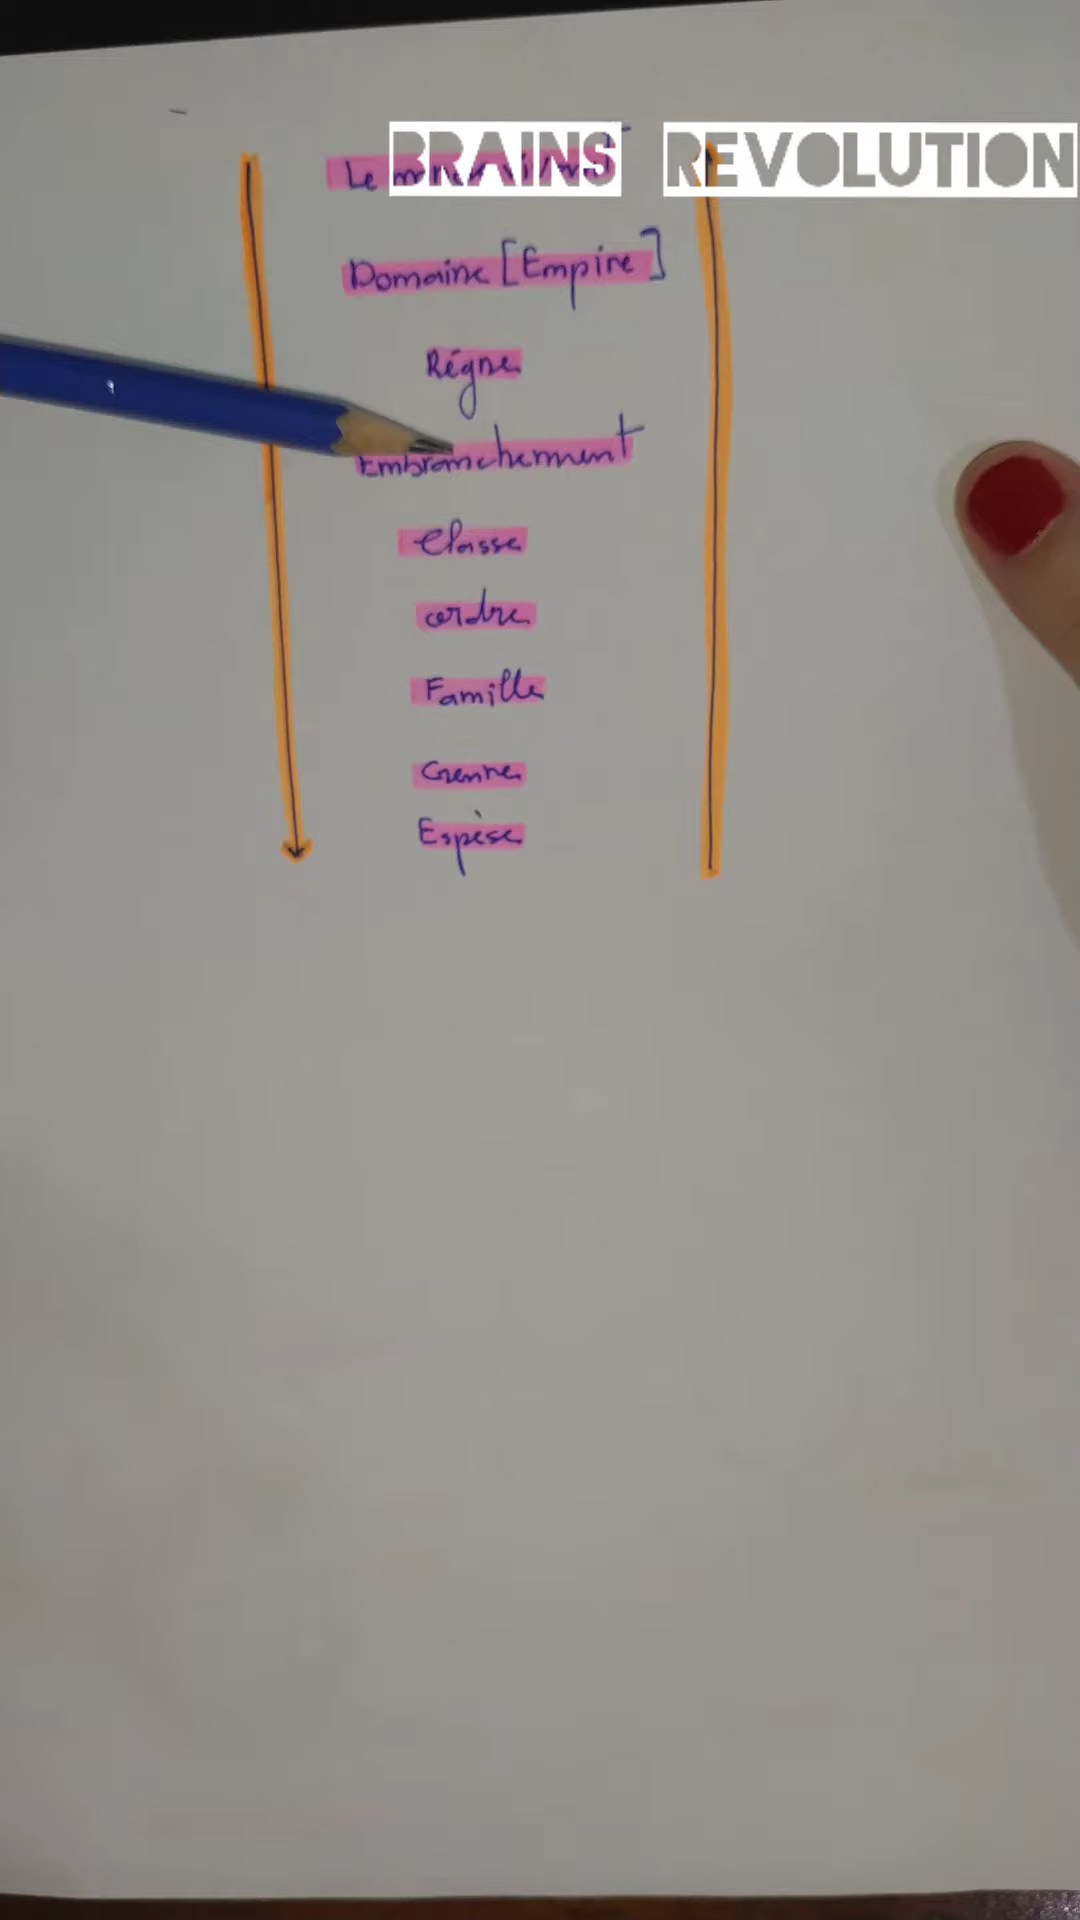 BRAINS REVOLUTION
Le
Domaine [Empire]
Régne
Embranchement
Classe
ordre
Famille
Genre
Espèse